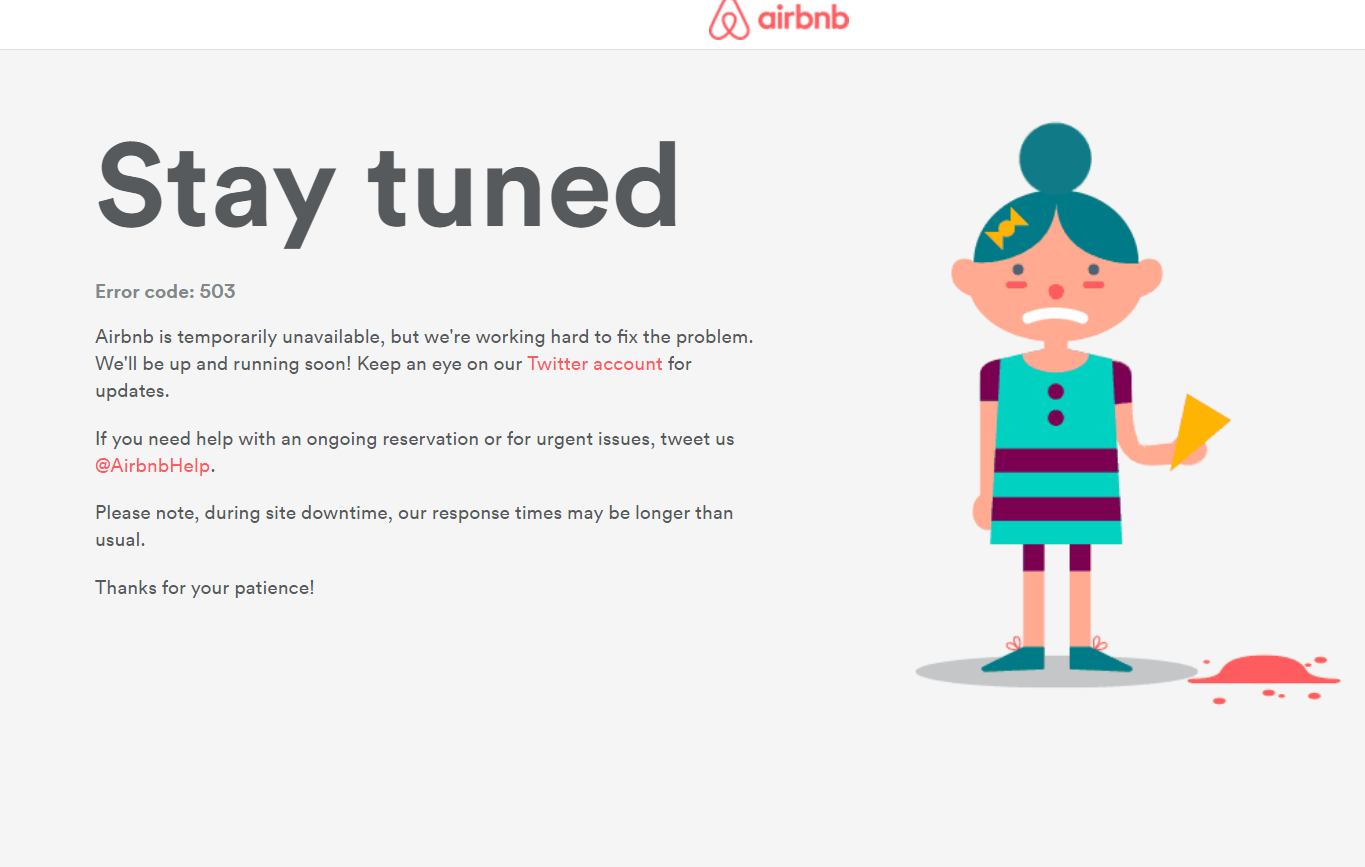 airbnb
Stay tuned
Error code: 503
Airbnb is temporarily unavailable, but we're working hard to fix the problem.
We'll be up and running soon! Keep an eye on our Twitter account for
updates.
If you need help with an ongoing reservation or for urgent issues, tweet us
@AirbnbHelp.
Please note, during site downtime, our response times may be longer than
usual.
Thanks for your patience!